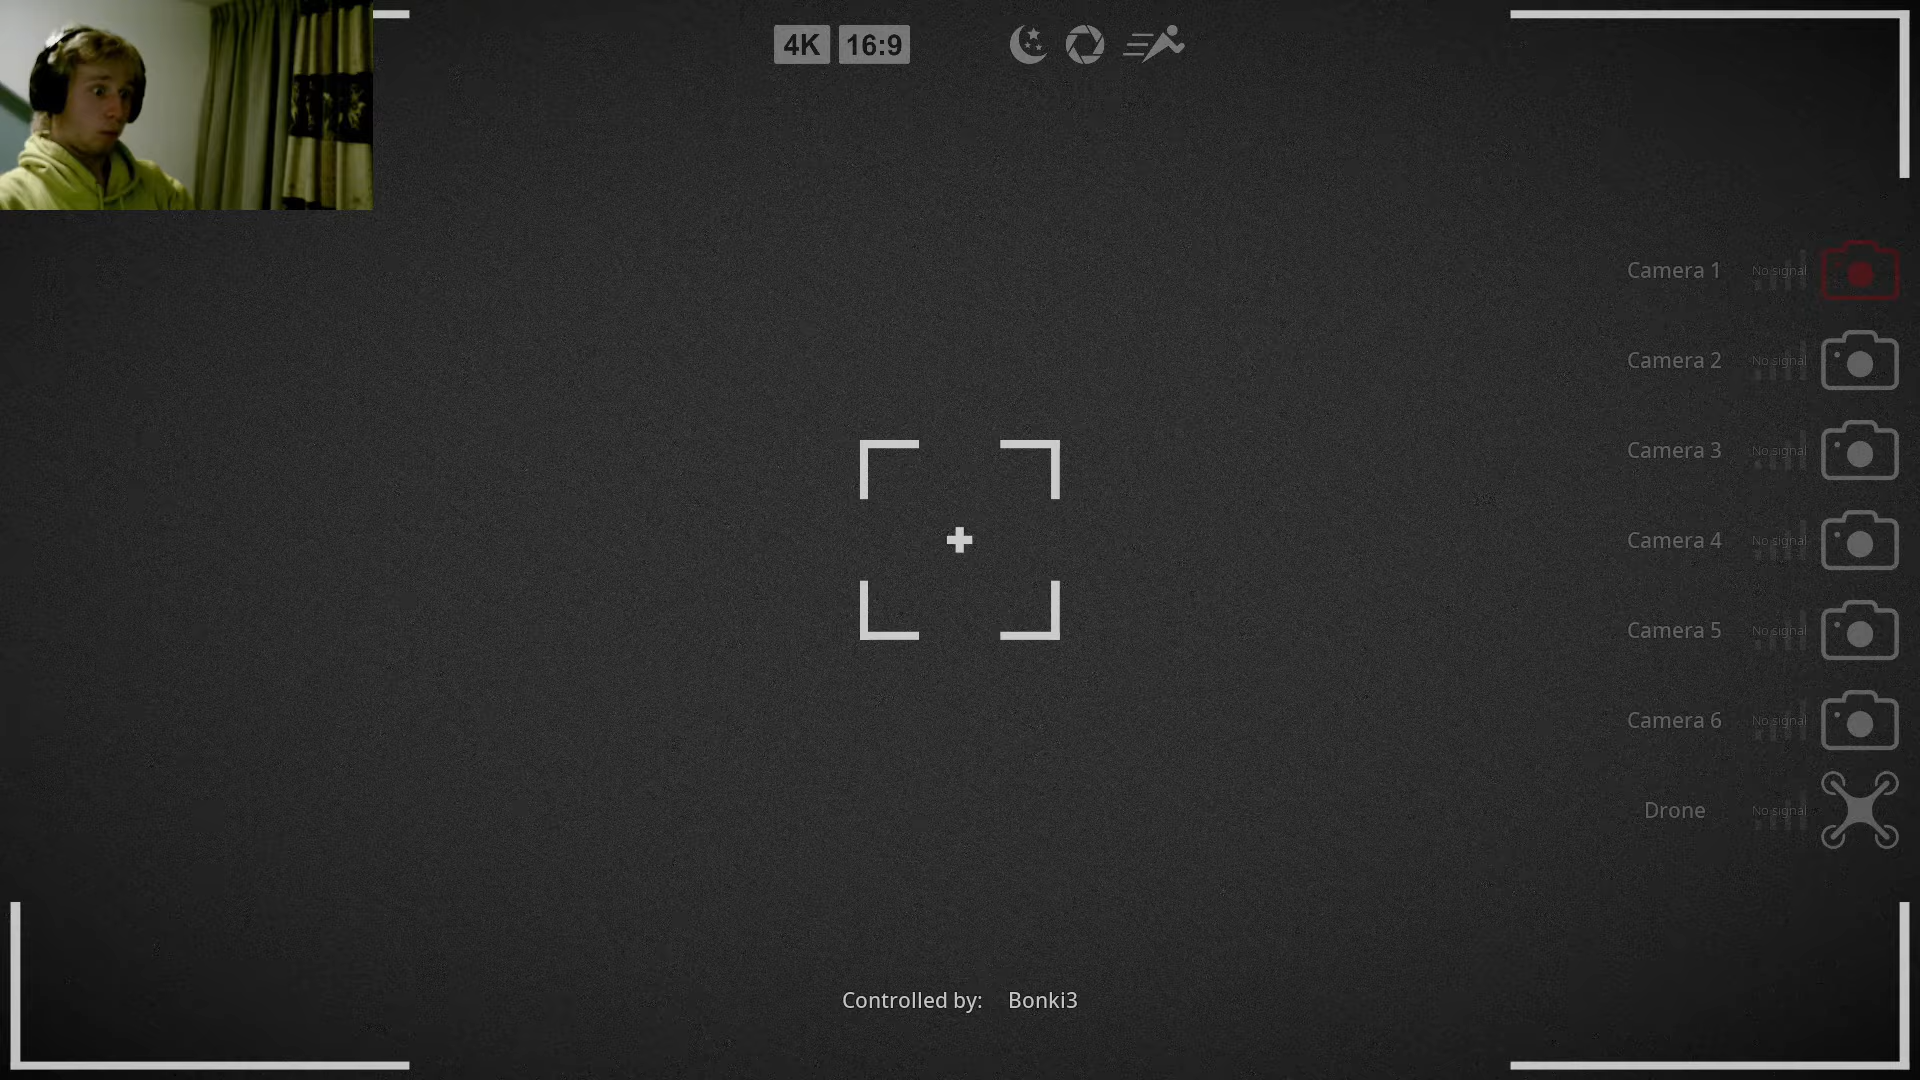 4K 16:9
Camera 1 No signal
Camera 2 No signal
Camera 3 No signal
Camera 4 No signal
Camera 5 No signal
Camera 6 No signal
Drone No signal
Controlled by: Bonki3